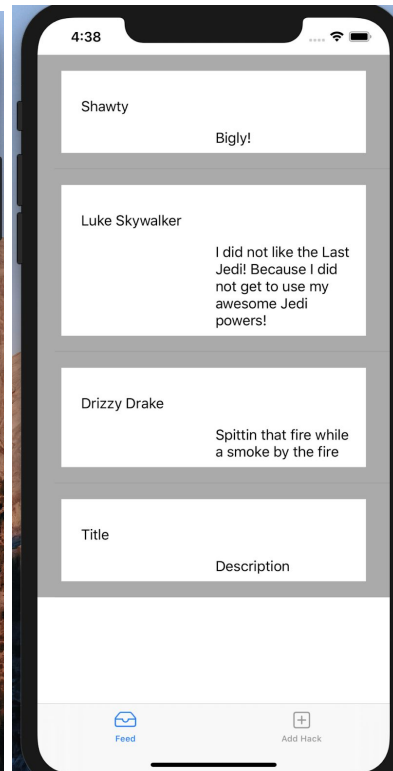 4:38
Shawty
Bigly!
Luke Skywalker
I did not like the Last
Jedi! Because I did
not get to use my
awesome Jedi
powers!
Drizzy Drake
Spittin that fire while
a smoke by the fire
Title
Description
Feed
Add Hack